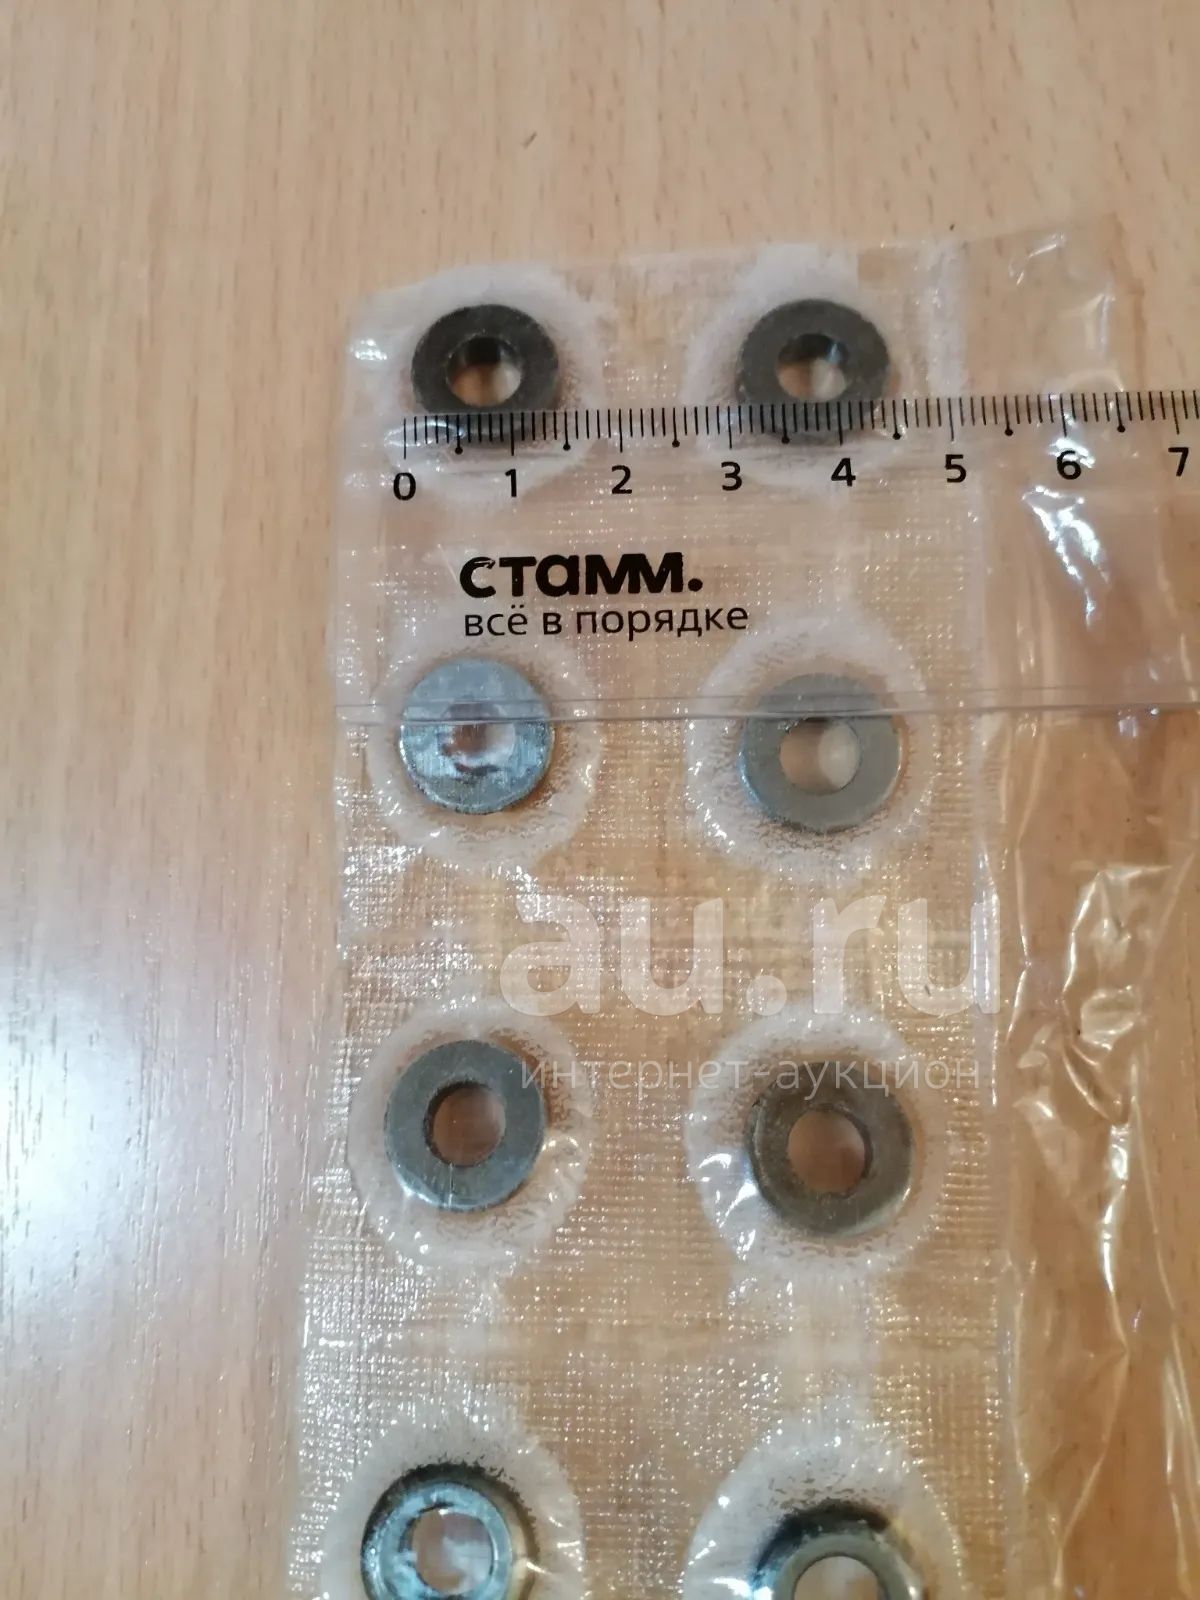 0 1 2 3 4 5 6 7
стамм.
всё в порядке
au.ru
интернет-аукцион